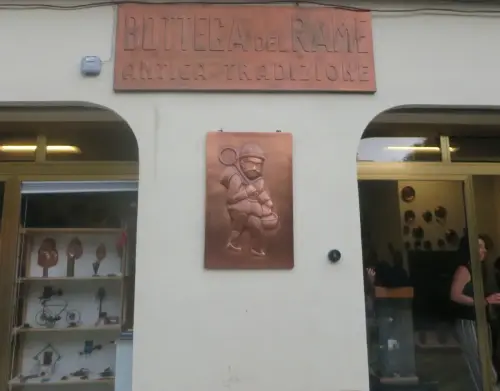 BOTTEGA DEL RAME
ANTICA TRADIZIONE